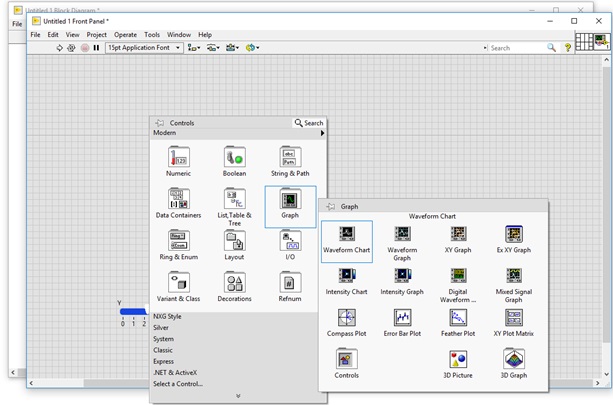 Untitled 1 Block Diagram *
File
Untitled 1 Front Panel *
File Edit View Project Operate Tools Window Help
15pt Application Font
Search
?
Controls
Search
Modern
Numeric Boolean String & Path
Data Containers List, Table & Tree Graph
Ring & Enum Layout I/O
Variant & Class Decorations Refnum
NXG Style
Silver
System
Classic
Express
.NET & ActiveX
Select a Control...
Graph
Waveform Chart
Waveform Chart Waveform Graph XY Graph Ex XY Graph
Intensity Chart Intensity Graph Digital Waveform ... Mixed Signal Graph
Compass Plot Error Bar Plot Feather Plot XY Plot Matrix
Controls 3D Picture 3D Graph
Y
0 1 2